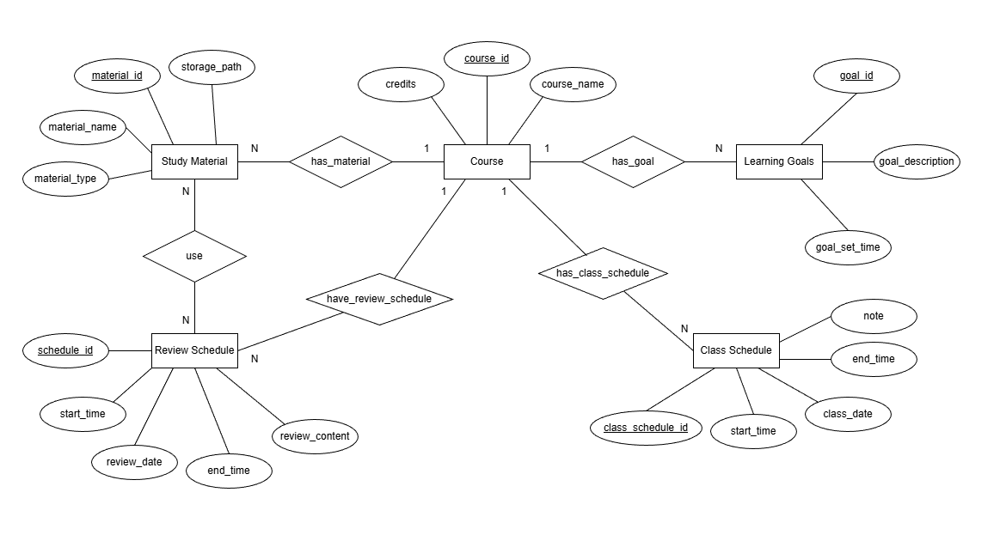 course_id
storage_path
material_id
credits
course_name
goal_id
material_name
N
1
1
N
Study Material
has_material
Course
has_goal
Learning Goals
goal_description
material_type
N
1
1
goal_set_time
use
has_class_schedule
have_review_schedule
note
N
N
schedule_id
Review Schedule
N
Class Schedule
end_time
start_time
class_date
class_schedule_id
start_time
review_content
review_date
end_time